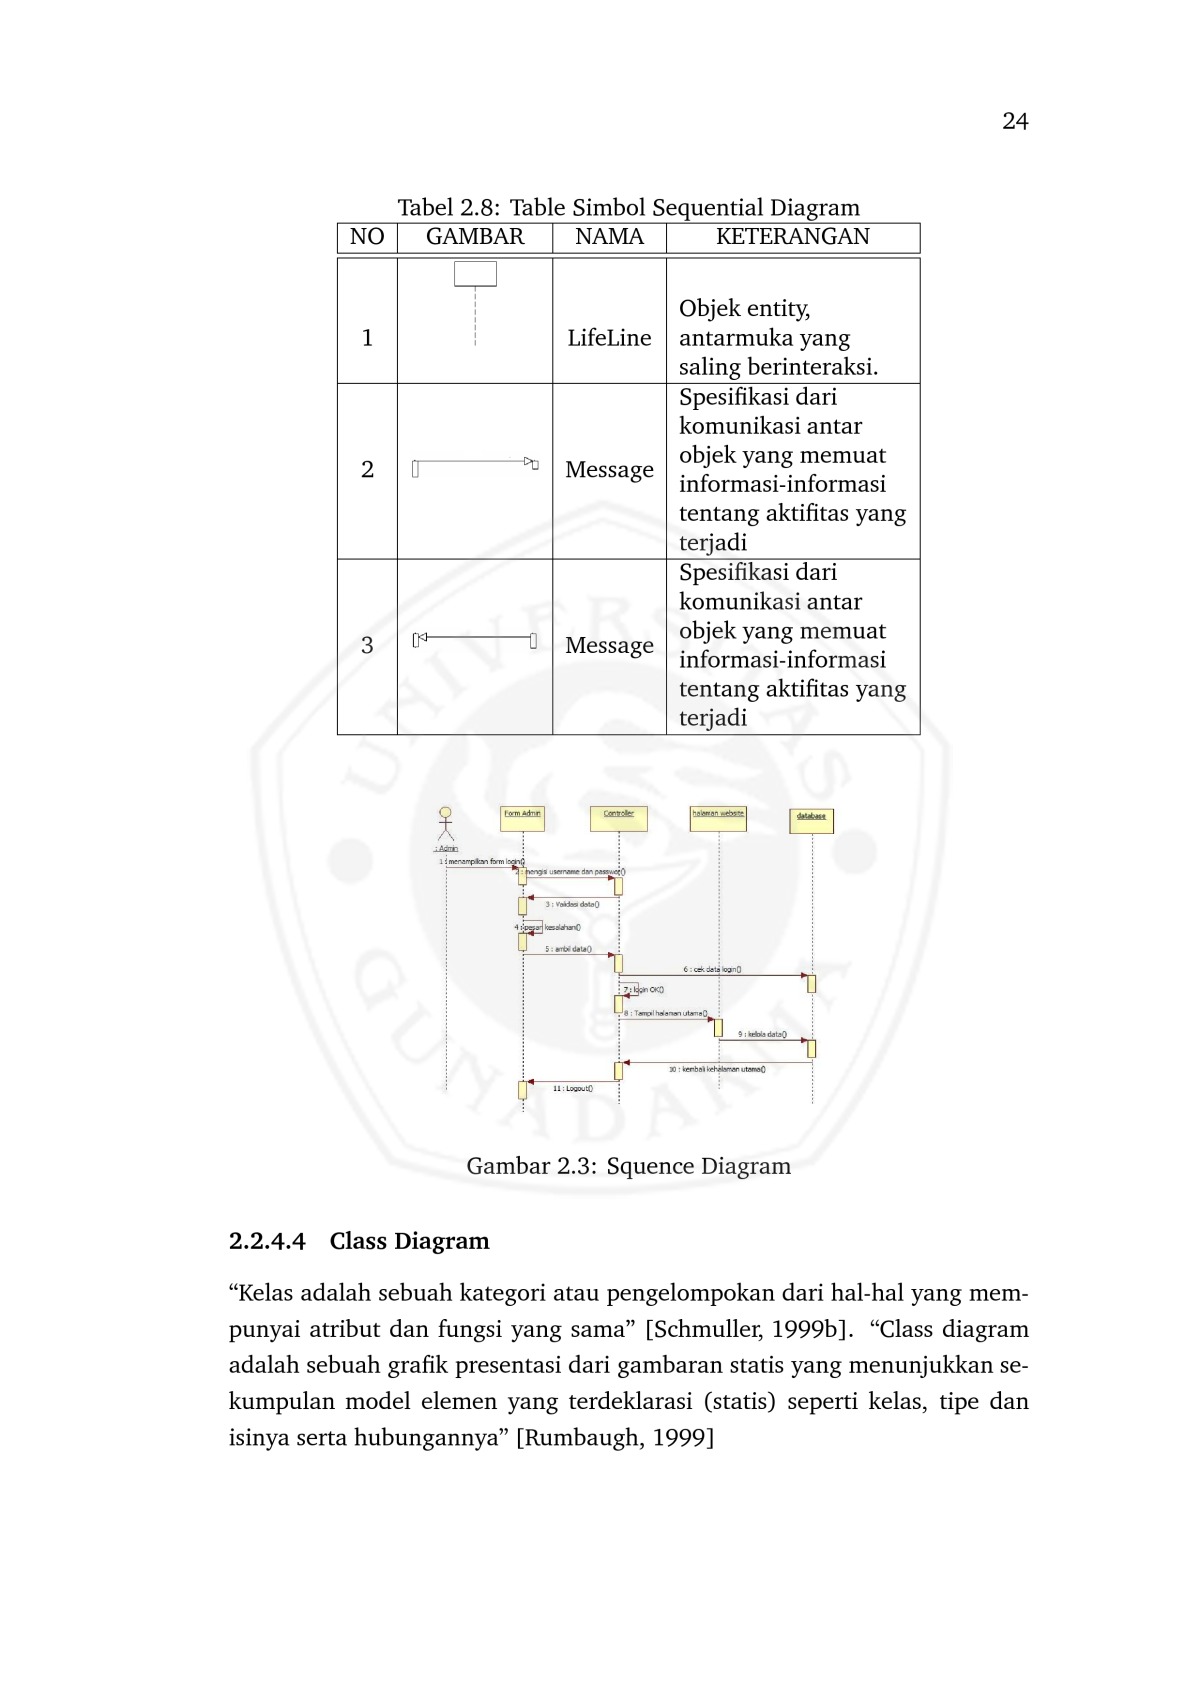 24
Tabel 2.8: Table Simbol Sequential Diagram
NO GAMBAR NAMA KETERANGAN
1 LifeLine Objek entity,
antarmuka yang
saling berinteraksi.
2 Message Spesifikasi dari
komunikasi antar
objek yang memuat
informasi-informasi
tentang aktifitas yang
terjadi
3 Message Spesifikasi dari
komunikasi antar
objek yang memuat
informasi-informasi
tentang aktifitas yang
terjadi
UNIVERSITAS
GUNADARMA
: Admin
Form Admin
Controller
halaman website
database
1 : menampilkan form login()
2 : mengisi username dan passwor()
3 : Validasi data()
4 : pesan kesalahan()
5 : ambil data()
6 : cek data login()
7 : login OK()
8 : Tampil halaman utama()
9 : kelola data()
10 : kembali kehalaman utama()
11 : Logout()
Gambar 2.3: Squence Diagram
2.2.4.4 Class Diagram
“Kelas adalah sebuah kategori atau pengelompokan dari hal-hal yang mem-
punyai atribut dan fungsi yang sama” [Schmuller, 1999b]. “Class diagram
adalah sebuah grafik presentasi dari gambaran statis yang menunjukkan se-
kumpulan model elemen yang terdeklarasi (statis) seperti kelas, tipe dan
isinya serta hubungannya” [Rumbaugh, 1999]